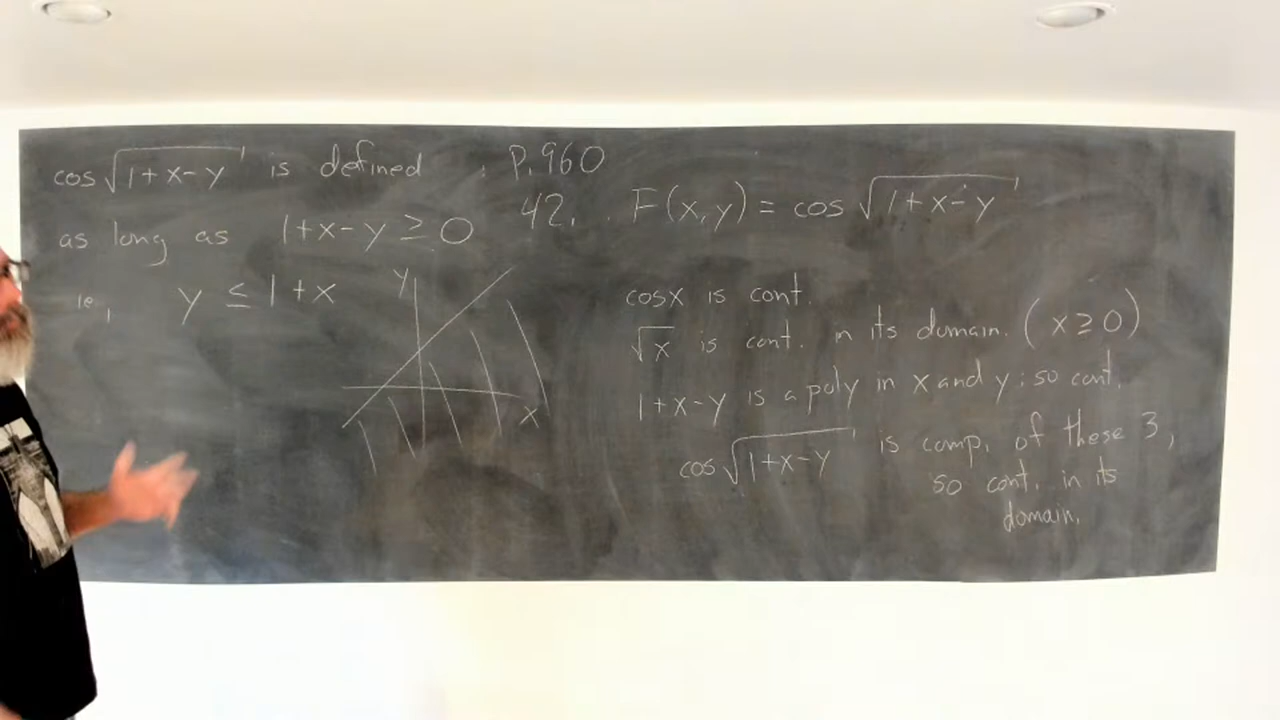 cos √1+x-y is defined
as long as 1+x-y ≥ 0
ie, y ≤ 1+x
y
x
P. 960
42. F(x,y) = cos √1+x-y
cosx is cont.
√x is cont. in its domain. (x≥0)
1+x-y is a poly in x and y; so cont.
cos √1+x-y is comp. of these 3,
so cont. in its
domain.